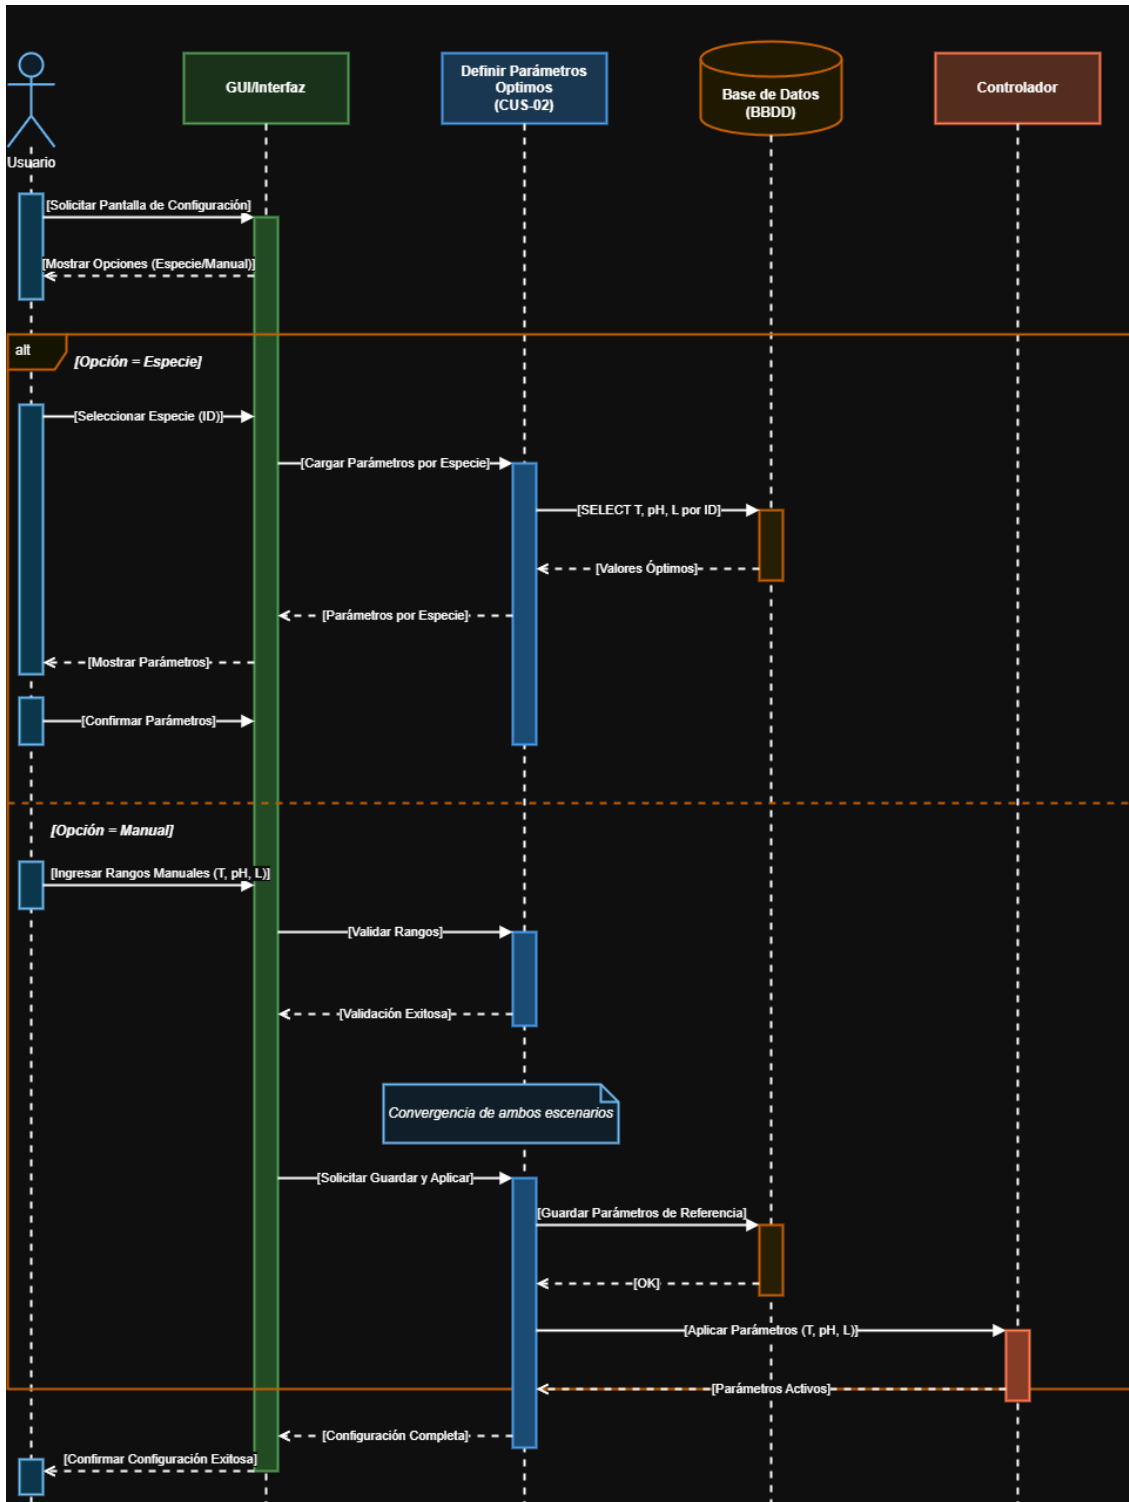 GUI/Interfaz
Definir Parámetros
Optimos
(CUS-02)
Base de Datos
(BBDD)
Controlador
Usuario
[Solicitar Pantalla de Configuración]
[Mostrar Opciones (Especie/Manual)]
alt
[Opción = Especie]
[Seleccionar Especie (ID)]
[Cargar Parámetros por Especie]
[SELECT T, pH, L por ID]
[Valores Óptimos]
[Parámetros por Especie]
[Mostrar Parámetros]
[Confirmar Parámetros]
[Opción = Manual]
[Ingresar Rangos Manuales (T, pH, L)]
[Validar Rangos]
[Validación Exitosa]
Convergencia de ambos escenarios
[Solicitar Guardar y Aplicar]
[Guardar Parámetros de Referencia]
[OK]
[Aplicar Parámetros (T, pH, L)]
[Parámetros Activos]
[Configuración Completa]
[Confirmar Configuración Exitosa]